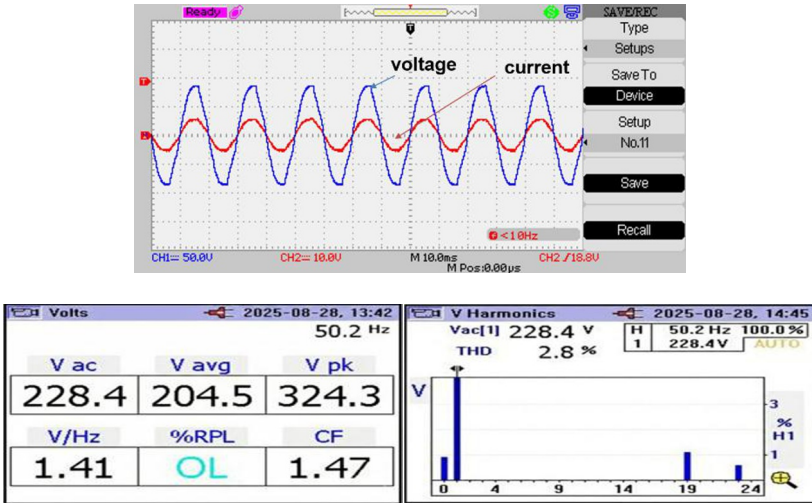 Ready
T
SAVE/REC
Type
Setups
Save To
Device
Setup
No.11
Save
Recall
voltage
current
<10Hz
CH1= 50.0V CH2= 10.0V M 10.0ms CH2 /18.8V
M Pos:0.00µs
Volts 2025-08-28, 13:42
50.2 Hz
V ac V avg V pk
228.4 204.5 324.3
V/Hz %RPL CF
1.41 OL 1.47
V Harmonics 2025-08-28, 14:45
Vac[1] 228.4 V H 50.2 Hz 100.0 %
THD 2.8 % 1 228.4V AUTO
V
3
%
H1
1
0 4 9 14 19 24